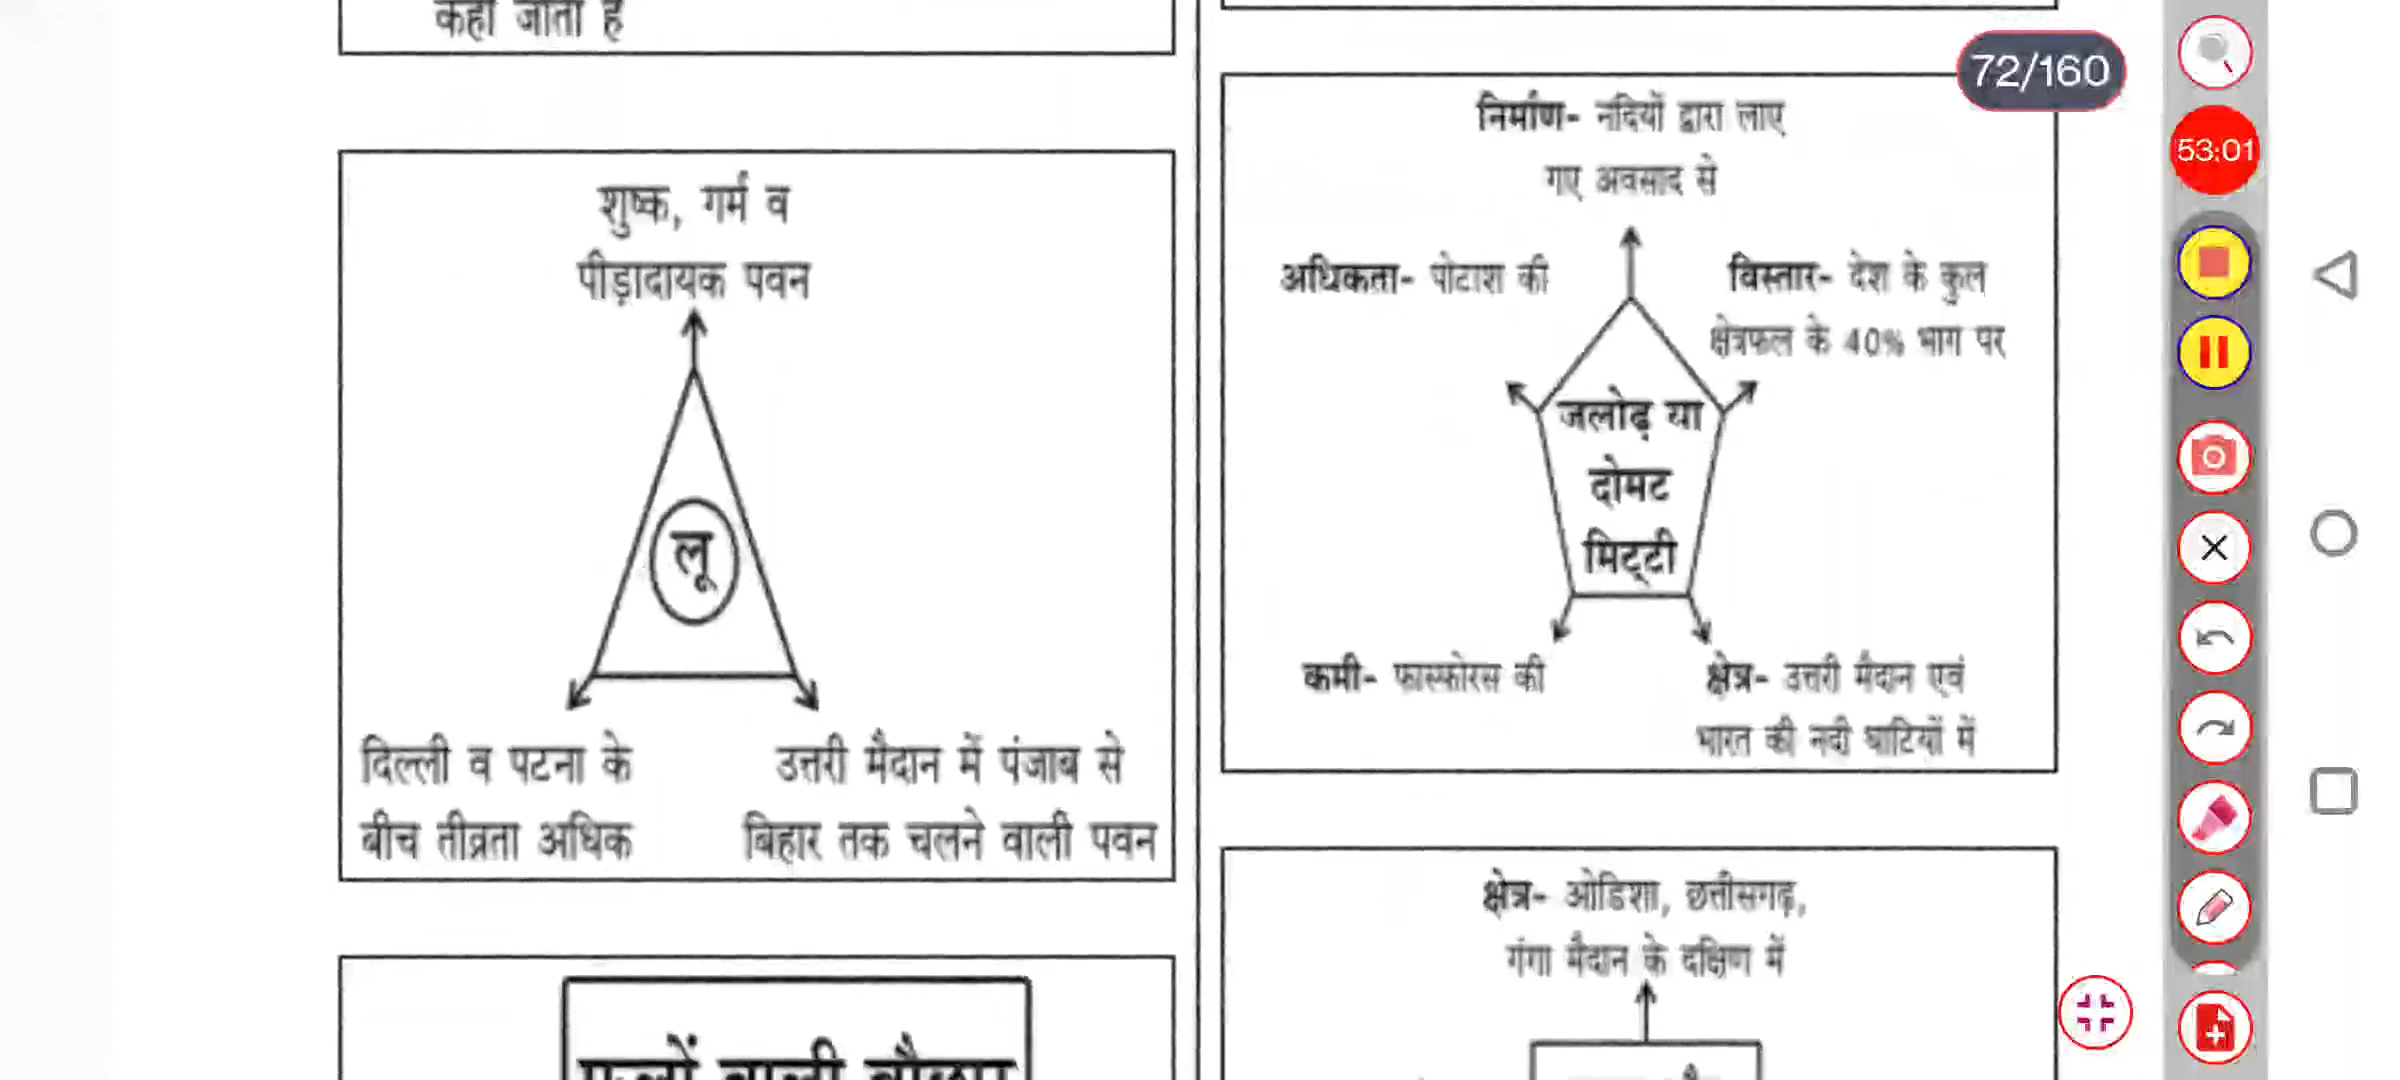 कहा जाता है
शुष्क, गर्म व
पीड़ादायक पवन
लू
दिल्ली व पटना के
बीच तीव्रता अधिक
उत्तरी मैदान में पंजाब से
बिहार तक चलने वाली पवन
72/160
53:01
निर्माण- नदियों द्वारा लाए
गए अवसाद से
अधिकता- पोटाश की
विस्तार- देश के कुल
क्षेत्रफल के 40% भाग पर
जलोढ़ या
दोमट
मिट्टी
कमी- फास्फोरस की
क्षेत्र- उत्तरी मैदान एवं
भारत की नदी घाटियों में
क्षेत्र- ओडिशा, छत्तीसगढ़,
गंगा मैदान के दक्षिण में